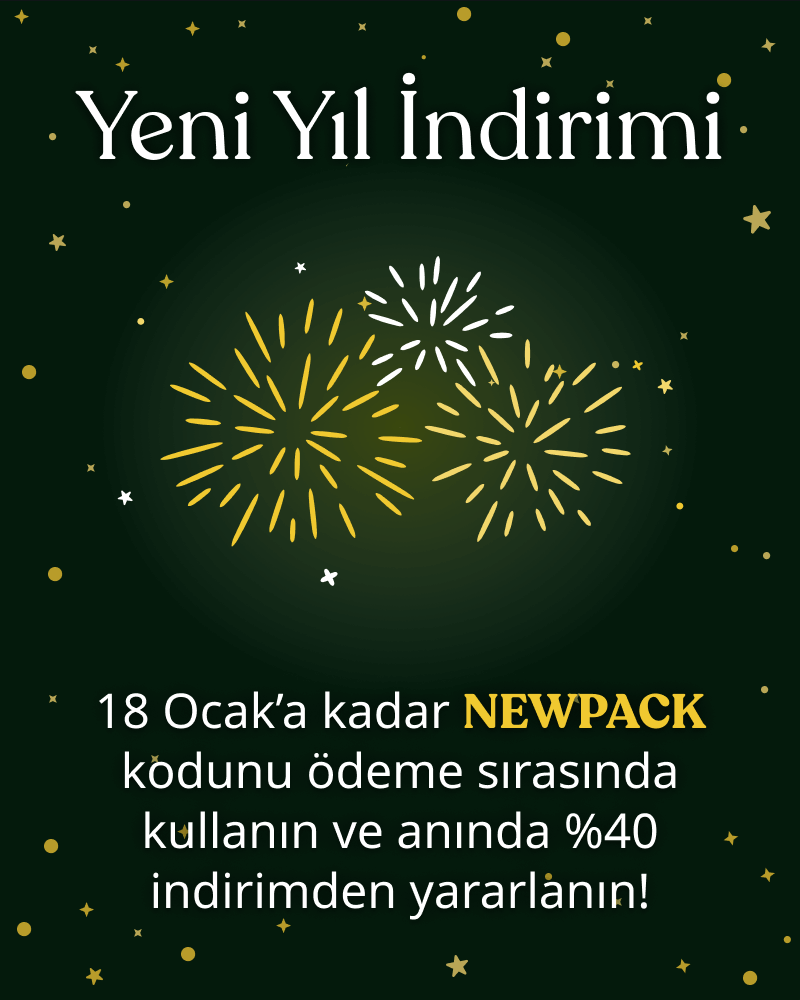 Yeni Yıl İndirimi
18 Ocak’a kadar NEWPACK
kodunu ödeme sırasında
kullanın ve anında %40
indirimden yararlanın!